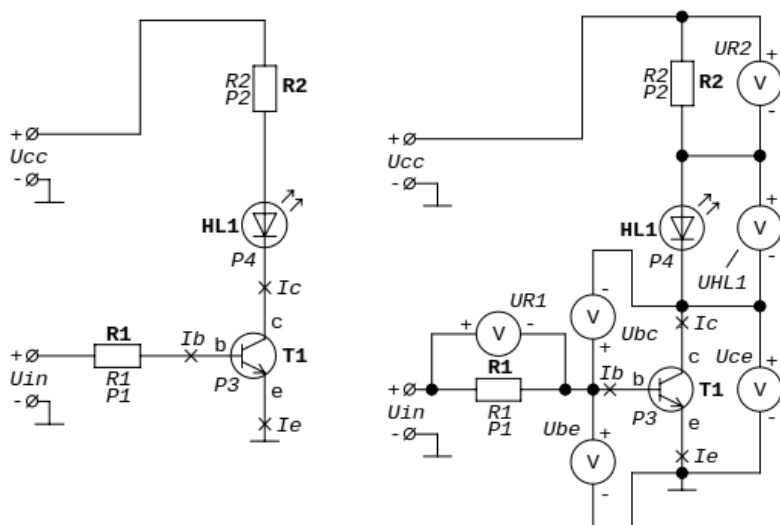 R2
P2
R2
+
Ucc
-
HL1
P4
Ic
c
R1
Ib
b
T1
+
Uin
R1
P1
P3
e
-
Ie
UR2
+
R2
P2
R2
V
-
+
Ucc
-
+
HL1
V
P4
-
UHL1
-
UR1
V
Ubc
Ic
+
V
-
+
c
+
R1
Ib
b
Uce
+
T1
V
Uin
R1
P1
P3
e
-
-
Ube
+
V
Ie
-